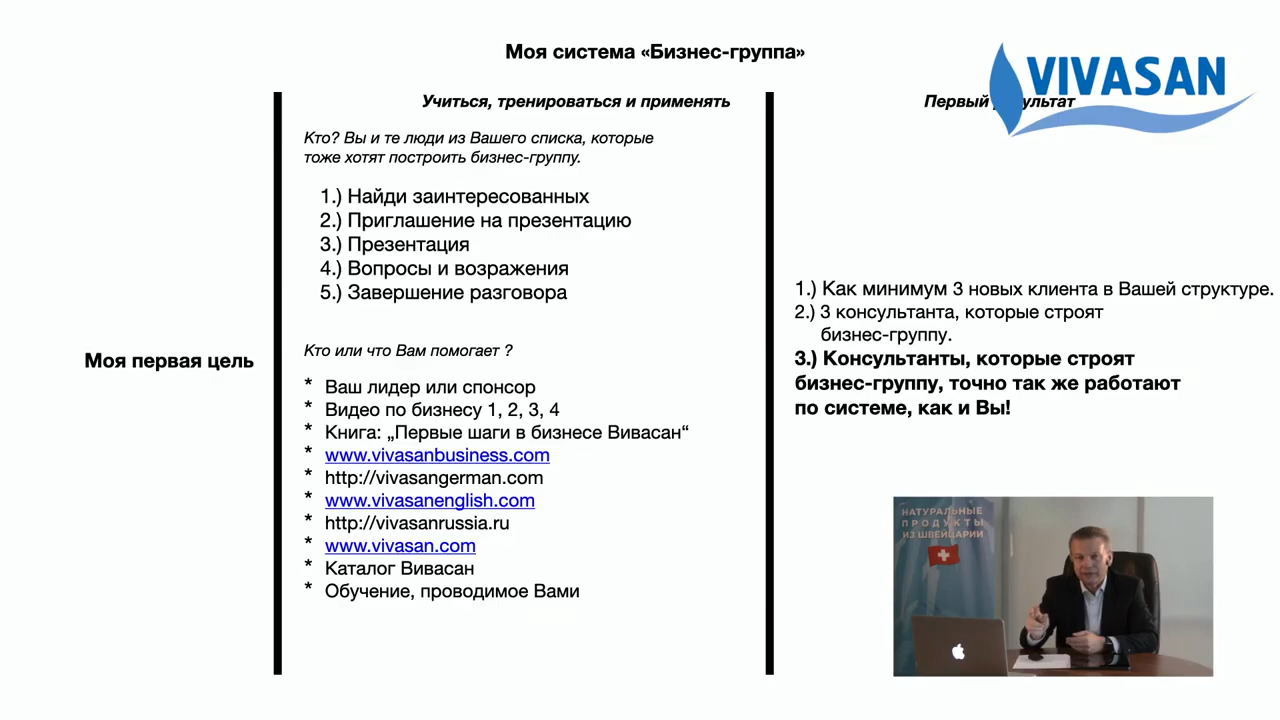 Моя система «Бизнес-группа»
VIVASAN
Учиться, тренироваться и применять
Первый результат
Кто? Вы и те люди из Вашего списка, которые
тоже хотят построить бизнес-группу.
1.) Найди заинтересованных
2.) Приглашение на презентацию
3.) Презентация
4.) Вопросы и возражения
5.) Завершение разговора
Кто или что Вам помогает ?
Моя первая цель
* Ваш лидер или спонсор
* Видео по бизнесу 1, 2, 3, 4
* Книга: „Первые шаги в бизнесе Вивасан“
* www.vivasanbusiness.com
* http://vivasangerman.com
* www.vivasanenglish.com
* http://vivasanrussia.ru
* www.vivasan.com
* Каталог Вивасан
* Обучение, проводимое Вами
1.) Как минимум 3 новых клиента в Вашей структуре.
2.) 3 консультанта, которые строят
бизнес-группу.
3.) Консультанты, которые строят
бизнес-группу, точно так же работают
по системе, как и Вы!
НАТУРАЛЬНЫЕ
ПРОДУКТЫ
ИЗ ШВЕЙЦАРИИ